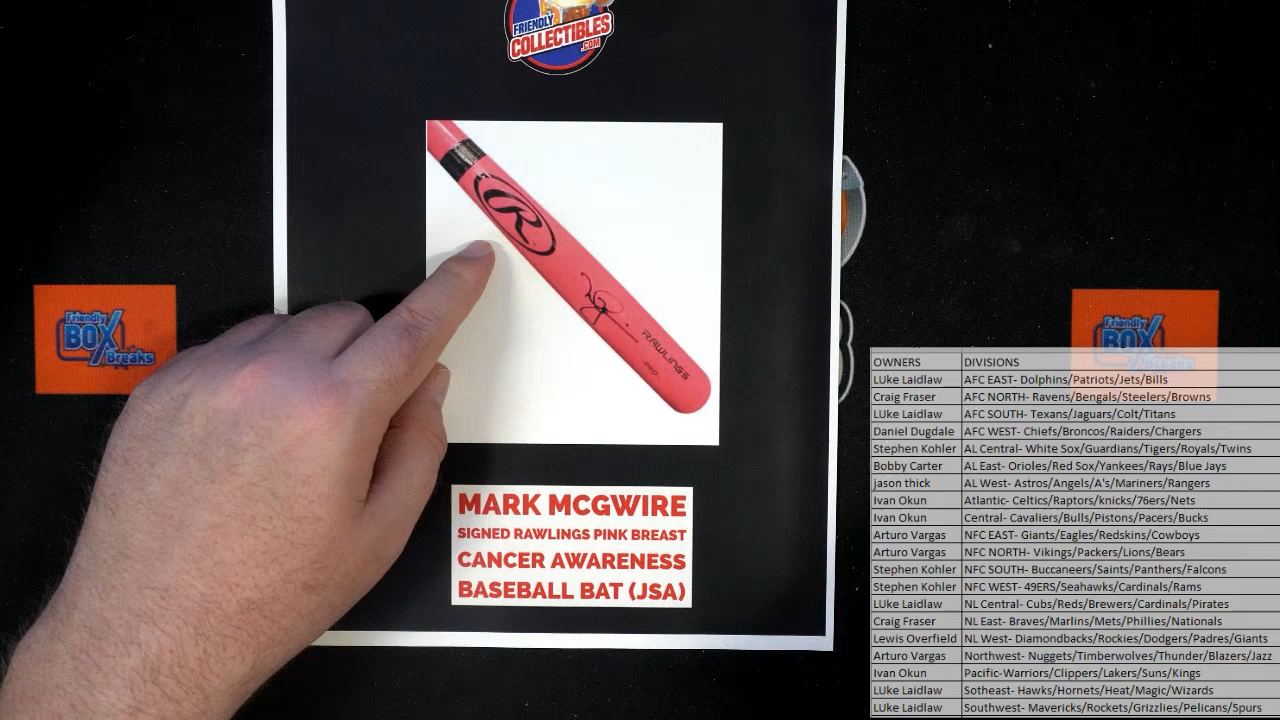 FRIENDLY
COLLECTIBLES
.COM
R
RAWLINGS
PRO
MARK MCGWIRE
SIGNED RAWLINGS PINK BREAST
CANCER AWARENESS
BASEBALL BAT (JSA)
Friendly
BOX
Breaks
Friendly
BOX
Breaks
OWNERS DIVISIONS
LUke Laidlaw AFC EAST- Dolphins/Patriots/Jets/Bills
Craig Fraser AFC NORTH- Ravens/Bengals/Steelers/Browns
LUke Laidlaw AFC SOUTH- Texans/Jaguars/Colt/Titans
Daniel Dugdale AFC WEST- Chiefs/Broncos/Raiders/Chargers
Stephen Kohler AL Central- White Sox/Guardians/Tigers/Royals/Twins
Bobby Carter AL East- Orioles/Red Sox/Yankees/Rays/Blue Jays
jason thick AL West- Astros/Angels/A's/Mariners/Rangers
Ivan Okun Atlantic- Celtics/Raptors/knicks/76ers/Nets
Ivan Okun Central- Cavaliers/Bulls/Pistons/Pacers/Bucks
Arturo Vargas NFC EAST- Giants/Eagles/Redskins/Cowboys
Arturo Vargas NFC NORTH- Vikings/Packers/Lions/Bears
Stephen Kohler NFC SOUTH- Buccaneers/Saints/Panthers/Falcons
Stephen Kohler NFC WEST- 49ERS/Seahawks/Cardinals/Rams
LUke Laidlaw NL Central- Cubs/Reds/Brewers/Cardinals/Pirates
Craig Fraser NL East- Braves/Marlins/Mets/Phillies/Nationals
Lewis Overfield NL West- Diamondbacks/Rockies/Dodgers/Padres/Giants
Arturo Vargas Northwest- Nuggets/Timberwolves/Thunder/Blazers/Jazz
Ivan Okun Pacific-Warriors/Clippers/Lakers/Suns/Kings
LUke Laidlaw Sotheast- Hawks/Hornets/Heat/Magic/Wizards
LUke Laidlaw Southwest- Mavericks/Rockets/Grizzlies/Pelicans/Spurs